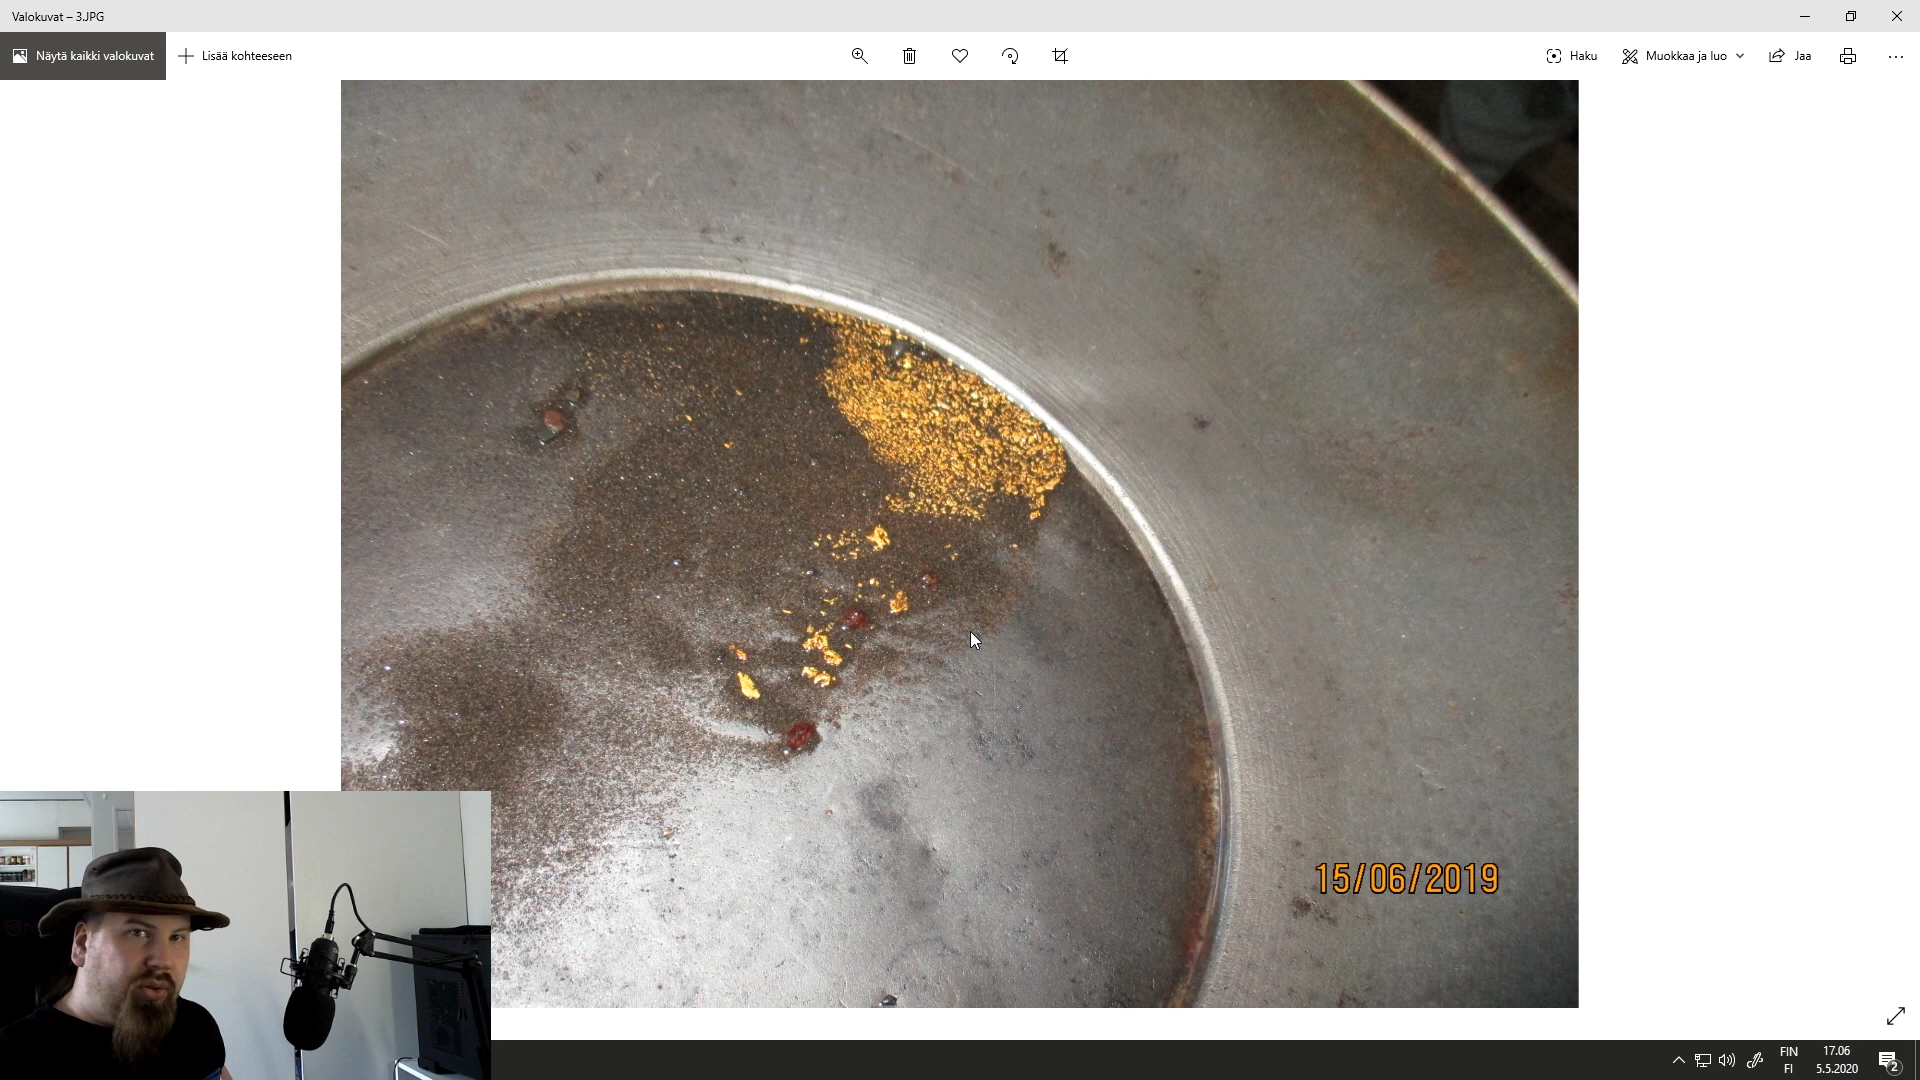 Valokuvat – 3.JPG
Näytä kaikki valokuvat
Lisää kohteeseen
Haku
Muokkaa ja luo
Jaa
15/06/2019
FIN
FI
17.06
5.5.2020
2